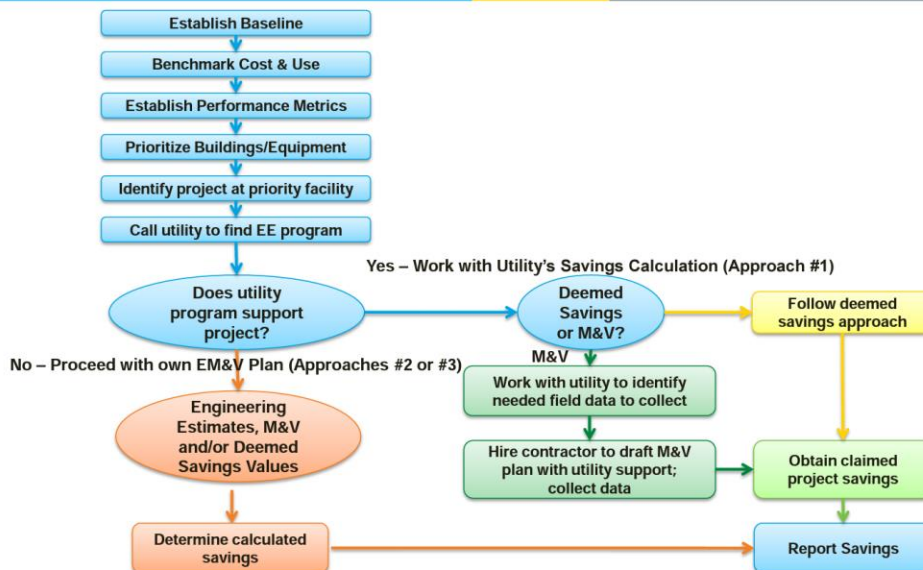 Establish Baseline
Benchmark Cost & Use
Establish Performance Metrics
Prioritize Buildings/Equipment
Identify project at priority facility
Call utility to find EE program
Yes – Work with Utility's Savings Calculation (Approach #1)
Does utility
program support
project?
Deemed
Savings
or M&V?
Follow deemed
savings approach
No – Proceed with own EM&V Plan (Approaches #2 or #3)
M&V
Work with utility to identify
needed field data to collect
Engineering
Estimates, M&V
and/or Deemed
Savings Values
Hire contractor to draft M&V
plan with utility support;
collect data
Obtain claimed
project savings
Determine calculated
savings
Report Savings